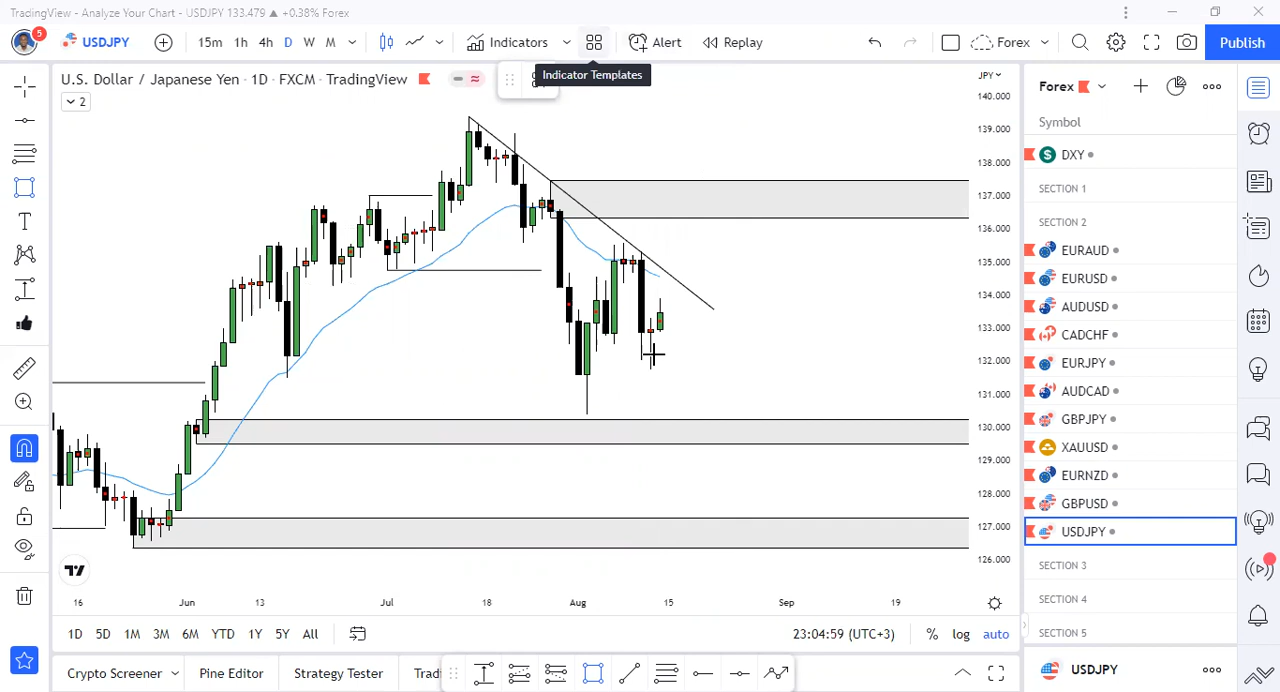 TradingView - Analyze Your Chart - USDJPY 133.479 ▲ +0.38% Forex
5 USDJPY 15m 1h 4h D W M Indicators Alert Replay Forex Publish
Indicator Templates
U.S. Dollar / Japanese Yen · 1D · FXCM · TradingView
2
JPY
140.000
139.000
138.000
137.000
136.000
135.000
134.000
133.000
132.000
131.000
130.000
129.000
128.000
127.000
126.000
16 Jun 13 Jul 18 Aug 15 Sep 19
1D 5D 1M 3M 6M YTD 1Y 5Y All 23:04:59 (UTC+3) % log auto
Crypto Screener Pine Editor Strategy Tester Trad
Forex
Symbol
DXY
SECTION 1
SECTION 2
EURAUD
EURUSD
AUDUSD
CADCHF
EURJPY
AUDCAD
GBPJPY
XAUUSD
EURNZD
GBPUSD
USDJPY
SECTION 3
SECTION 4
SECTION 5
USDJPY